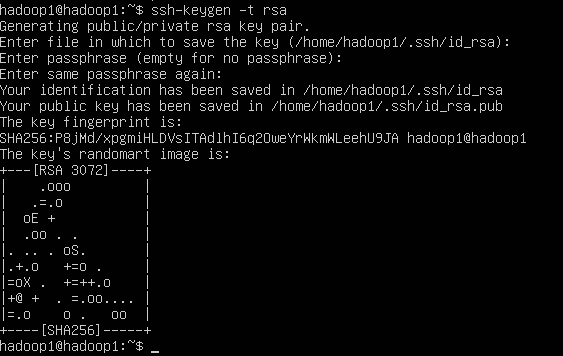 hadoop1@hadoop1:~$ ssh-keygen -t rsa
Generating public/private rsa key pair.
Enter file in which to save the key (/home/hadoop1/.ssh/id_rsa):
Enter passphrase (empty for no passphrase):
Enter same passphrase again:
Your identification has been saved in /home/hadoop1/.ssh/id_rsa
Your public key has been saved in /home/hadoop1/.ssh/id_rsa.pub
The key fingerprint is:
SHA256:P8jMd/xpgmiHLDVsITAdlhI6q2OweYrWkmWLeehU9JA hadoop1@hadoop1
The key's randomart image is:
+---[RSA 3072]----+
|    .ooo         |
|   .=.o          |
|  oE +           |
|  .oo . .        |
|. .. . oS.       |
|.+.o   +=o .     |
|=oX .  +=++.o    |
|+@ +  . =.oo.... |
|=.o    o .   oo  |
+----[SHA256]-----+
hadoop1@hadoop1:~$ _